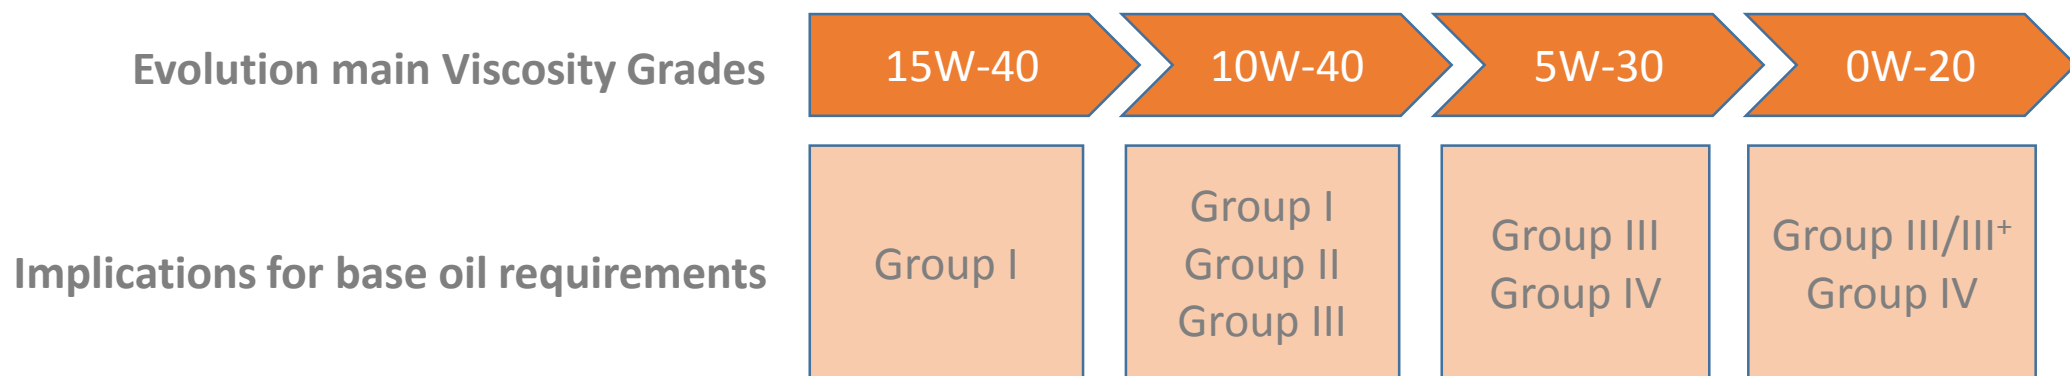 Evolution main Viscosity Grades
15W-40
10W-40
5W-30
0W-20
Implications for base oil requirements
Group I
Group I
Group II
Group III
Group III
Group IV
Group III/III⁺
Group IV